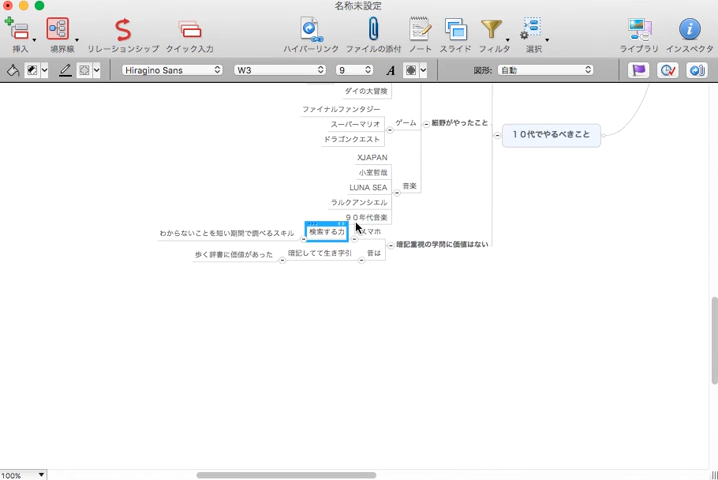 名称未設定
挿入 境界線 リレーションシップ クイック入力 ハイパーリンク ファイルの添付 ノート スライド フィルタ 選択 ライブラリ インスペクタ
Hiragino Sans W3 9 A 図形: 自動
ダイの大冒険
ファイナルファンタジー
スーパーマリオ
ドラゴンクエスト
ゲーム
細野がやったこと
１０代でやるべきこと
XJAPAN
小室哲哉
LUNA SEA
ラルクアンシエル
９０年代音楽
音楽
わからないことを短い期間で調べるスキル
検索する力
スマホ
暗記重視の学問に価値はない
歩く辞書に価値があった
暗記してて生き字引
昔は
100%